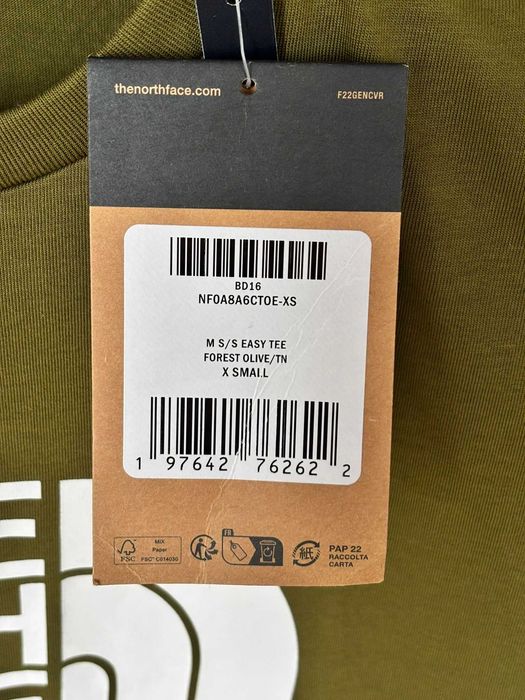 thenorthface.com
F22GENCVR
BD16
NF0A8A6CTOE-XS
M S/S EASY TEE
FOREST OLIVE/TN
X SMALL
1 97642 76262 2
FSC
MIX
Paper
FSC® C014030
FR
紙
PAP 22
RACCOLTA
CARTA